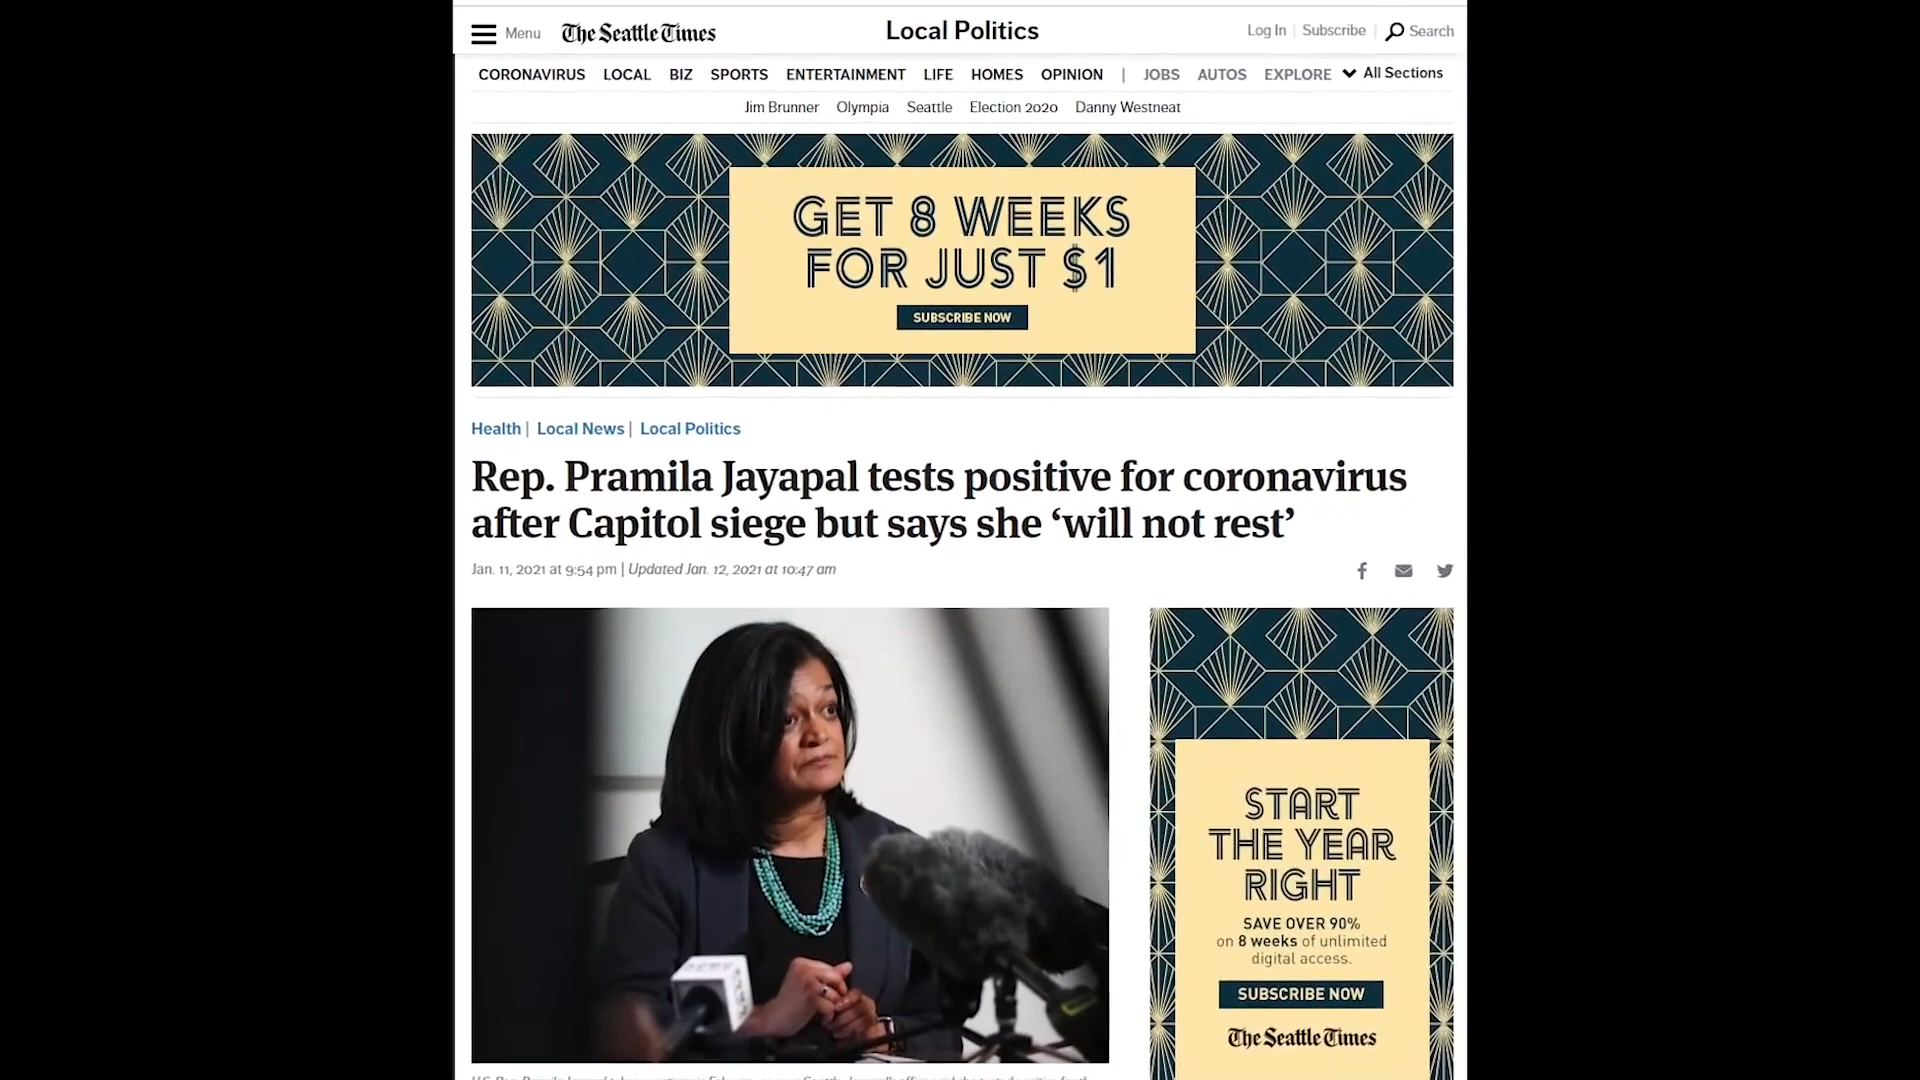 Menu
The Seattle Times
Local Politics
Log In | Subscribe | Search
CORONAVIRUS LOCAL BIZ SPORTS ENTERTAINMENT LIFE HOMES OPINION | JOBS AUTOS EXPLORE All Sections
Jim Brunner Olympia Seattle Election 2020 Danny Westneat
GET 8 WEEKS
FOR JUST $1
SUBSCRIBE NOW
Health | Local News | Local Politics
Rep. Pramila Jayapal tests positive for coronavirus
after Capitol siege but says she ‘will not rest’
Jan. 11, 2021 at 9:54 pm | Updated Jan. 12, 2021 at 10:47 am
START
THE YEAR
RIGHT
SAVE OVER 90%
on 8 weeks of unlimited
digital access.
SUBSCRIBE NOW
The Seattle Times